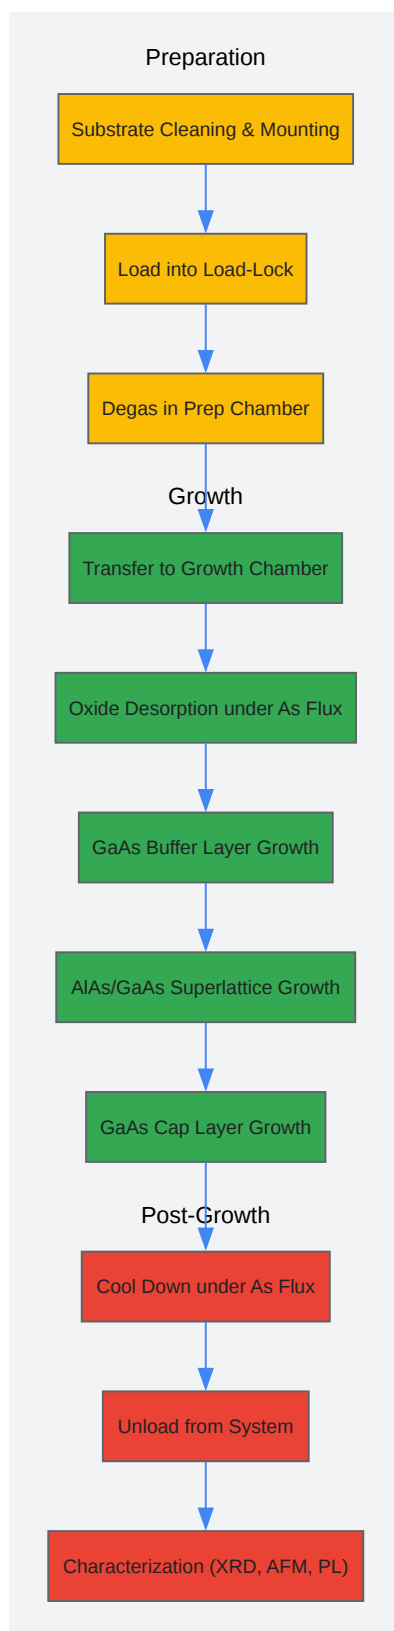 Preparation
Substrate Cleaning & Mounting
Load into Load-Lock
Degas in Prep Chamber
Growth
Transfer to Growth Chamber
Oxide Desorption under As Flux
GaAs Buffer Layer Growth
AlAs/GaAs Superlattice Growth
GaAs Cap Layer Growth
Post-Growth
Cool Down under As Flux
Unload from System
Characterization (XRD, AFM, PL)